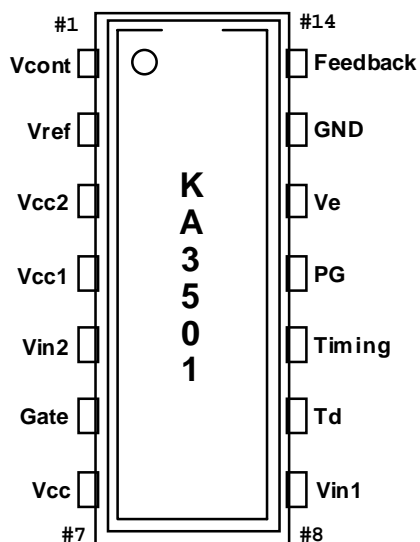 #1 #14
Vcont Feedback
Vref GND
Vcc2 Ve
Vcc1 PG
Vin2 Timing
Gate Td
Vcc Vin1
#7 #8
K
A
3
5
0
1